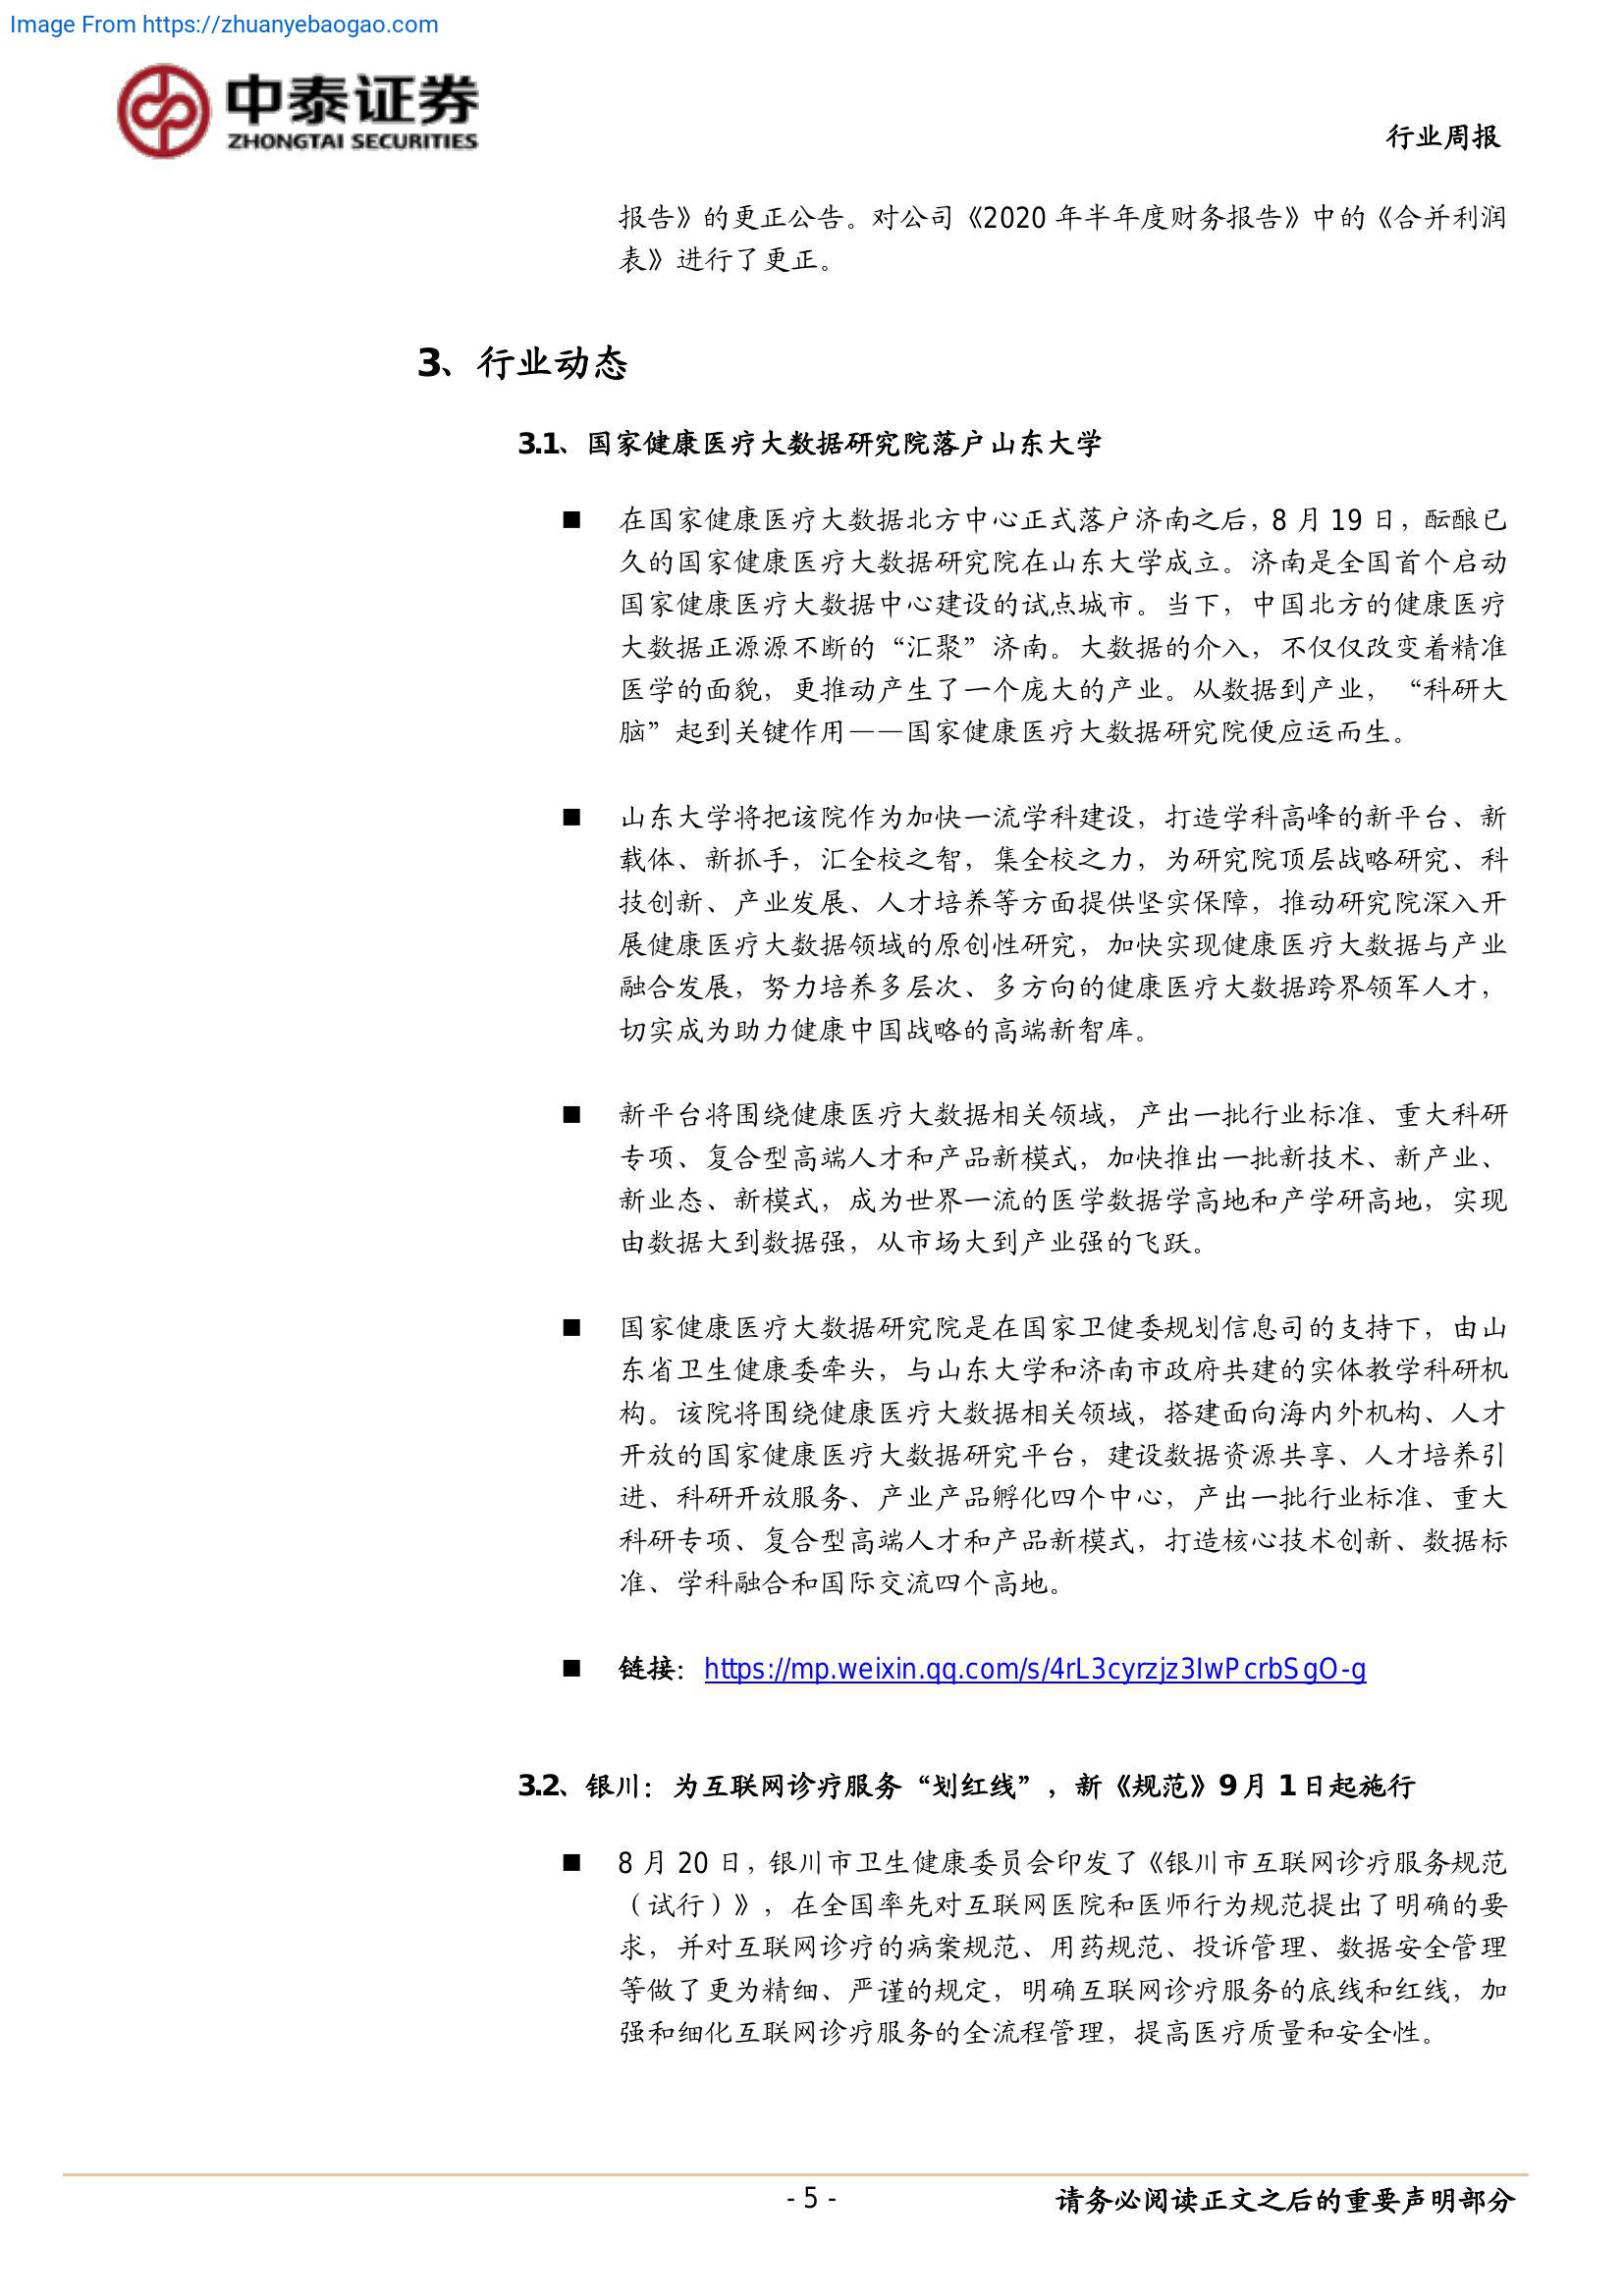 Image From https://zhuanyebaogao.com
中泰证券
ZHONGTAI SECURITIES
行业周报
报告》的更正公告。对公司《2020 年半年度财务报告》中的《合并利润
表》进行了更正。
3、行业动态
3.1、国家健康医疗大数据研究院落户山东大学
■ 在国家健康医疗大数据北方中心正式落户济南之后，8 月 19 日，酝酿已
久的国家健康医疗大数据研究院在山东大学成立。济南是全国首个启动
国家健康医疗大数据中心建设的试点城市。当下，中国北方的健康医疗
大数据正源源不断的“汇聚”济南。大数据的介入，不仅仅改变着精准
医学的面貌，更推动产生了一个庞大的产业。从数据到产业，“科研大
脑”起到关键作用——国家健康医疗大数据研究院便应运而生。
■ 山东大学将把该院作为加快一流学科建设，打造学科高峰的新平台、新
载体、新抓手，汇全校之智，集全校之力，为研究院顶层战略研究、科
技创新、产业发展、人才培养等方面提供坚实保障，推动研究院深入开
展健康医疗大数据领域的原创性研究，加快实现健康医疗大数据与产业
融合发展，努力培养多层次、多方向的健康医疗大数据跨界领军人才，
切实成为助力健康中国战略的高端新智库。
■ 新平台将围绕健康医疗大数据相关领域，产出一批行业标准、重大科研
专项、复合型高端人才和产品新模式，加快推出一批新技术、新产业、
新业态、新模式，成为世界一流的医学数据学高地和产学研高地，实现
由数据大到数据强，从市场大到产业强的飞跃。
■ 国家健康医疗大数据研究院是在国家卫健委规划信息司的支持下，由山
东省卫生健康委牵头，与山东大学和济南市政府共建的实体教学科研机
构。该院将围绕健康医疗大数据相关领域，搭建面向海内外机构、人才
开放的国家健康医疗大数据研究平台，建设数据资源共享、人才培养引
进、科研开放服务、产业产品孵化四个中心，产出一批行业标准、重大
科研专项、复合型高端人才和产品新模式，打造核心技术创新、数据标
准、学科融合和国际交流四个高地。
■ 链接：https://mp.weixin.qq.com/s/4rL3cyrzjz3IwPcrbSgO-g
3.2、银川：为互联网诊疗服务“划红线”，新《规范》9 月 1 日起施行
■ 8 月 20 日，银川市卫生健康委员会印发了《银川市互联网诊疗服务规范
（试行）》，在全国率先对互联网医院和医师行为规范提出了明确的要
求，并对互联网诊疗的病案规范、用药规范、投诉管理、数据安全管理
等做了更为精细、严谨的规定，明确互联网诊疗服务的底线和红线，加
强和细化互联网诊疗服务的全流程管理，提高医疗质量和安全性。
- 5 -
请务必阅读正文之后的重要声明部分